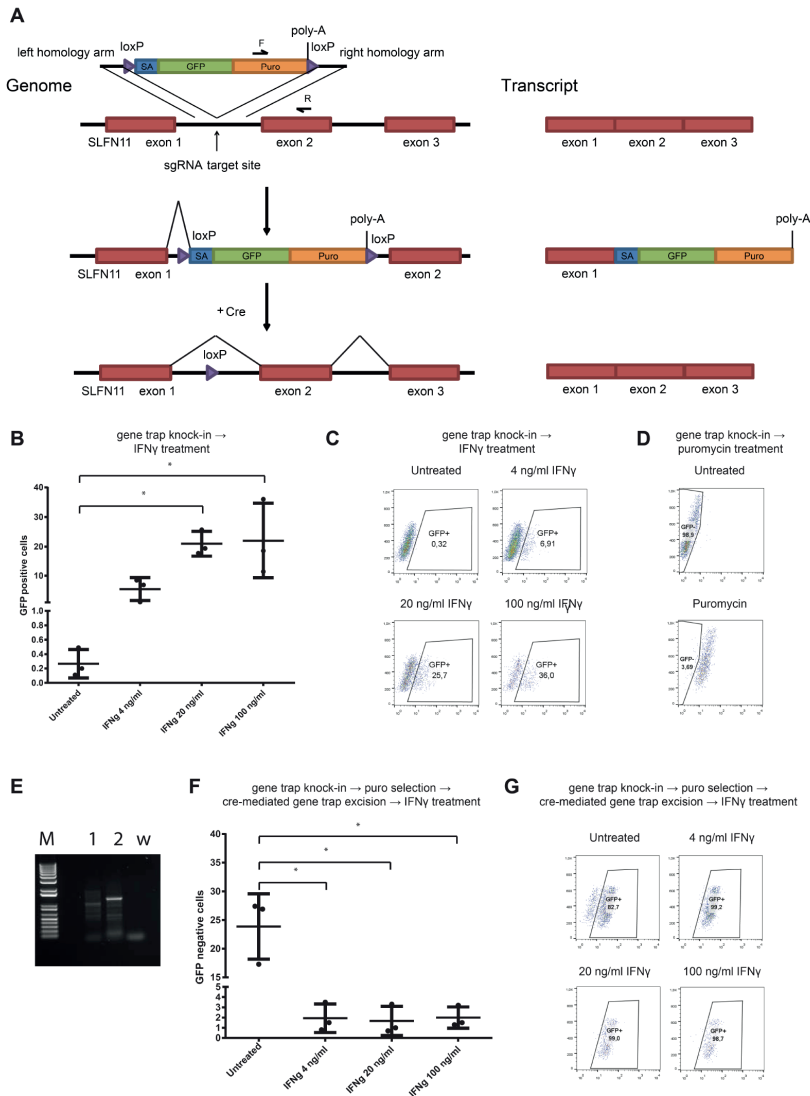 A
left homology arm
loxP
F
poly-A
loxP
right homology arm
SA
GFP
Puro
Genome
Transcript
R
SLFN11
exon 1
exon 2
exon 3
exon 1
exon 2
exon 3
sgRNA target site
loxP
poly-A
loxP
poly-A
SA
GFP
Puro
SLFN11
exon 1
exon 2
exon 1
SA
GFP
Puro
+ Cre
loxP
SLFN11
exon 1
exon 2
exon 3
exon 1
exon 2
exon 3
B
gene trap knock-in →
IFNγ treatment
*
*
GFP positive cells
50
40
30
20
10
1.0
0.8
0.6
0.4
0.2
0.0
Untreated
IFNg 4 ng/ml
IFNg 20 ng/ml
IFNg 100 ng/ml
C
gene trap knock-in →
IFNγ treatment
Untreated
4 ng/ml IFNγ
GFP+
0,32
GFP+
6,91
20 ng/ml IFNγ
100 ng/ml IFNγ
γ
GFP+
25,7
GFP+
36,0
D
gene trap knock-in→
puromycin treatment
Untreated
GFP-
98,9
Puromycin
GFP-
3,69
E
M 1 2 w
F
gene trap knock-in → puro selection →
cre-mediated gene trap excision → IFNγ treatment
*
*
*
GFP negative cells
40
35
30
25
20
15
5
4
3
2
1
0
Untreated
IFNg 4 ng/ml
IFNg 20 ng/ml
IFNg 100 ng/ml
G
gene trap knock-in → puro selection →
cre-mediated gene trap excision → IFNγ treatment
Untreated
4 ng/ml IFNγ
GFP+
82,7
GFP+
99,2
20 ng/ml IFNγ
100 ng/ml IFNγ
GFP+
99,0
GFP+
98,7